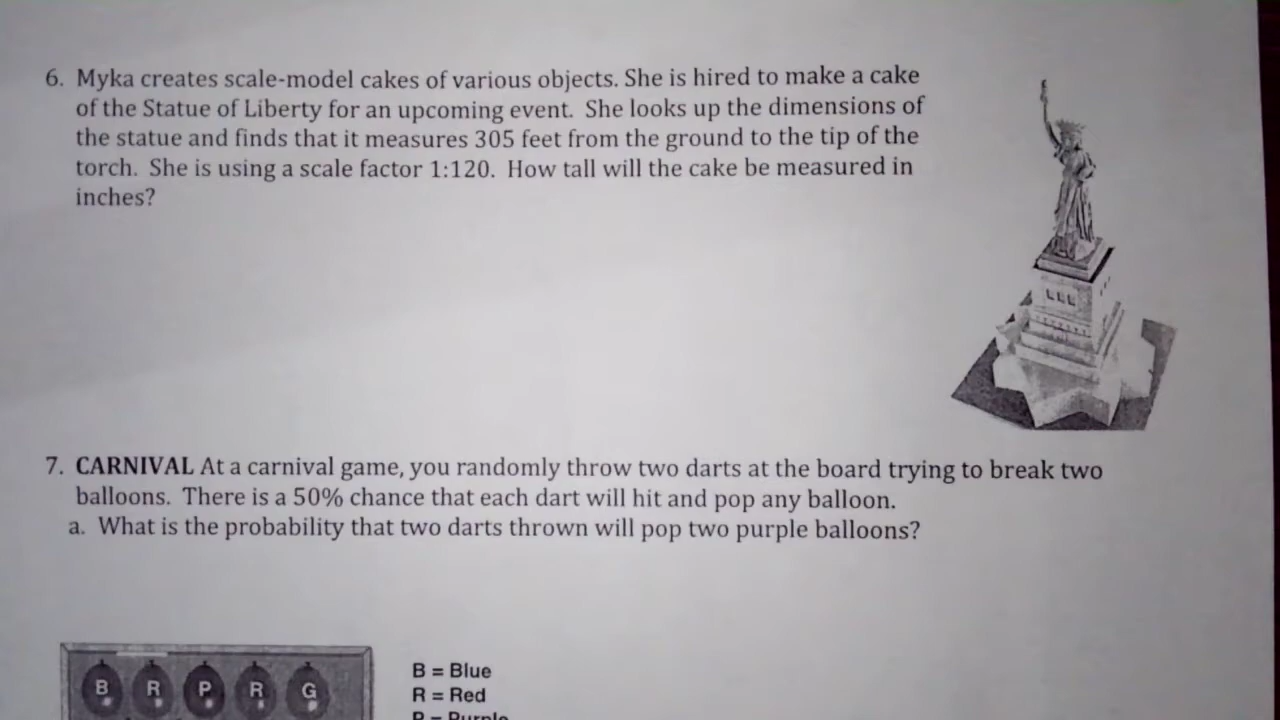 6. Myka creates scale-model cakes of various objects. She is hired to make a cake
of the Statue of Liberty for an upcoming event. She looks up the dimensions of
the statue and finds that it measures 305 feet from the ground to the tip of the
torch. She is using a scale factor 1:120. How tall will the cake be measured in
inches?
7. CARNIVAL At a carnival game, you randomly throw two darts at the board trying to break two
balloons. There is a 50% chance that each dart will hit and pop any balloon.
a. What is the probability that two darts thrown will pop two purple balloons?
B R P R G
B = Blue
R = Red
P = Purple